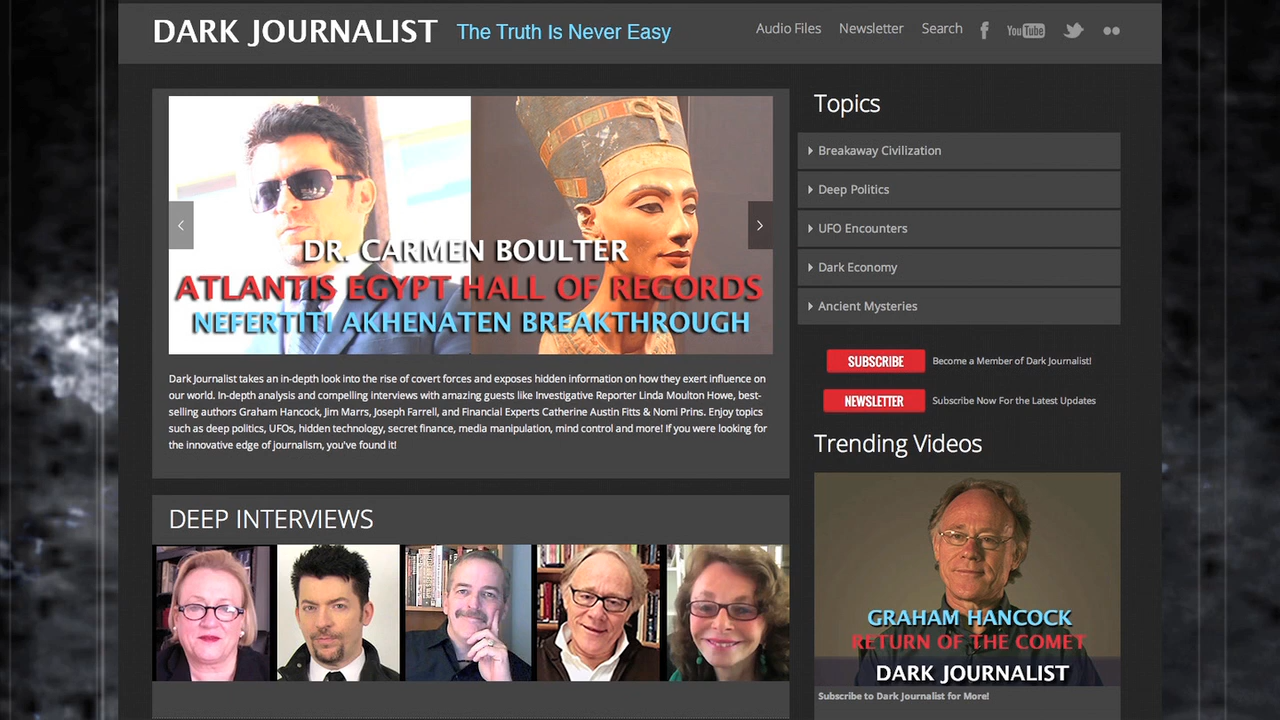 DARK JOURNALIST
The Truth Is Never Easy
Audio Files
Newsletter
Search
You Tube
DR. CARMEN BOULTER
ATLANTIS EGYPT HALL OF RECORDS
NEFERTITI AKHENATEN BREAKTHROUGH
Dark Journalist takes an in-depth look into the rise of covert forces and exposes hidden information on how they exert influence on
our world. In-depth analysis and compelling interviews with amazing guests like Investigative Reporter Linda Moulton Howe, best-
selling authors Graham Hancock, Jim Marrs, Joseph Farrell, and Financial Experts Catherine Austin Fitts & Nomi Prins. Enjoy topics
such as deep politics, UFOs, hidden technology, secret finance, media manipulation, mind control and more! If you were looking for
the innovative edge of journalism, you've found it!
DEEP INTERVIEWS
Topics
Breakaway Civilization
Deep Politics
UFO Encounters
Dark Economy
Ancient Mysteries
SUBSCRIBE
Become a Member of Dark Journalist!
NEWSLETTER
Subscribe Now For the Latest Updates
Trending Videos
GRAHAM HANCOCK
RETURN OF THE COMET
DARK JOURNALIST
Subscribe to Dark Journalist for More!